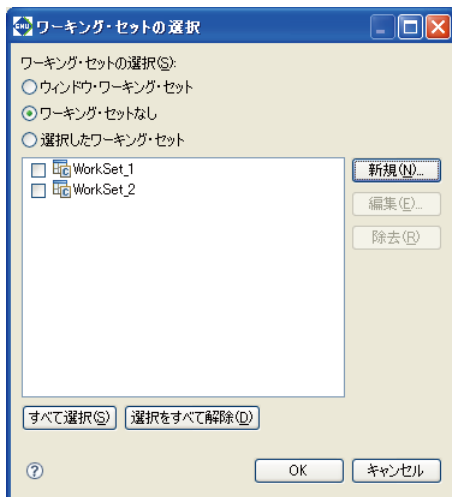 ワーキング・セットの選択
ワーキング・セットの選択(S):
ウィンドウ・ワーキング・セット
ワーキング・セットなし
選択したワーキング・セット
WorkSet_1
WorkSet_2
新規(N)...
編集(E)...
除去(R)
すべて選択(S)
選択をすべて解除(D)
OK
キャンセル